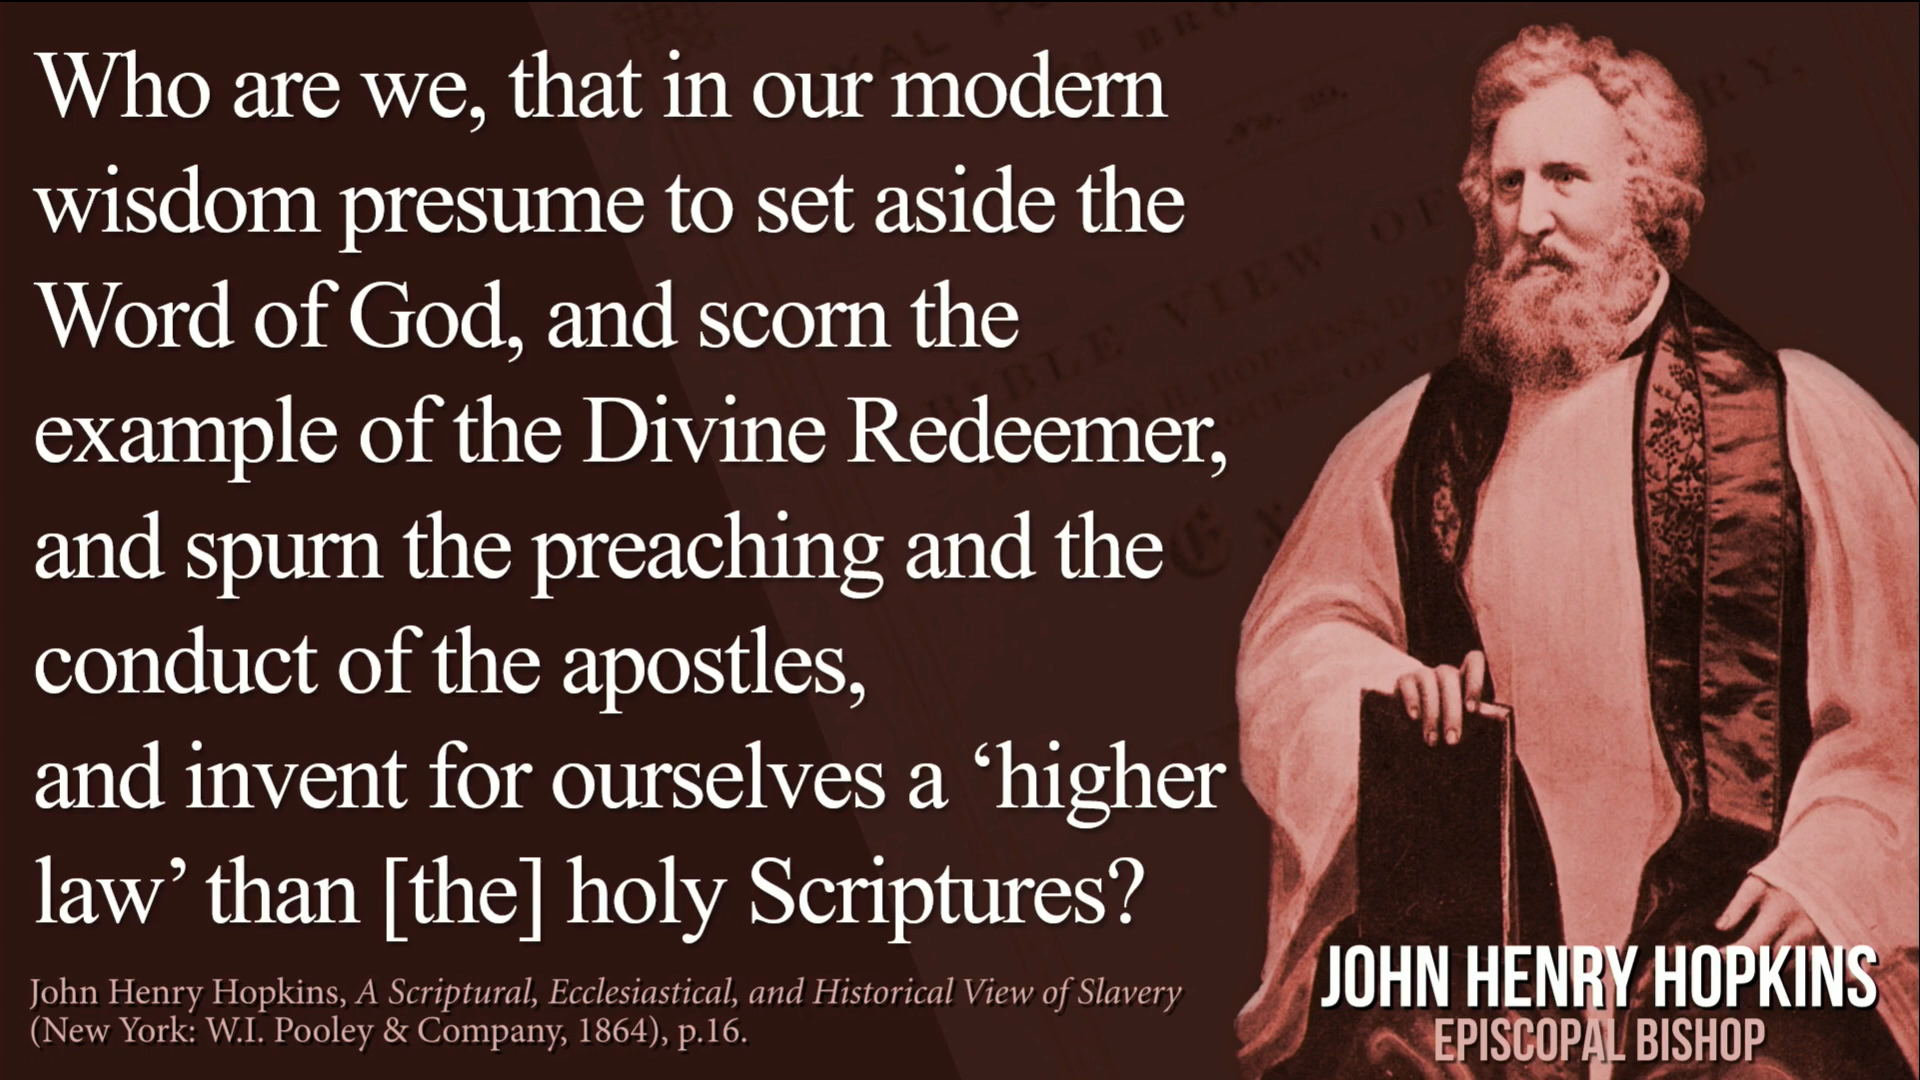 Who are we, that in our modern
wisdom presume to set aside the
Word of God, and scorn the
example of the Divine Redeemer,
and spurn the preaching and the
conduct of the apostles,
and invent for ourselves a ‘higher
law’ than [the] holy Scriptures?
John Henry Hopkins, A Scriptural, Ecclesiastical, and Historical View of Slavery
(New York: W.I. Pooley & Company, 1864), p.16.
JOHN HENRY HOPKINS
EPISCOPAL BISHOP
BIBLE VIEW OF